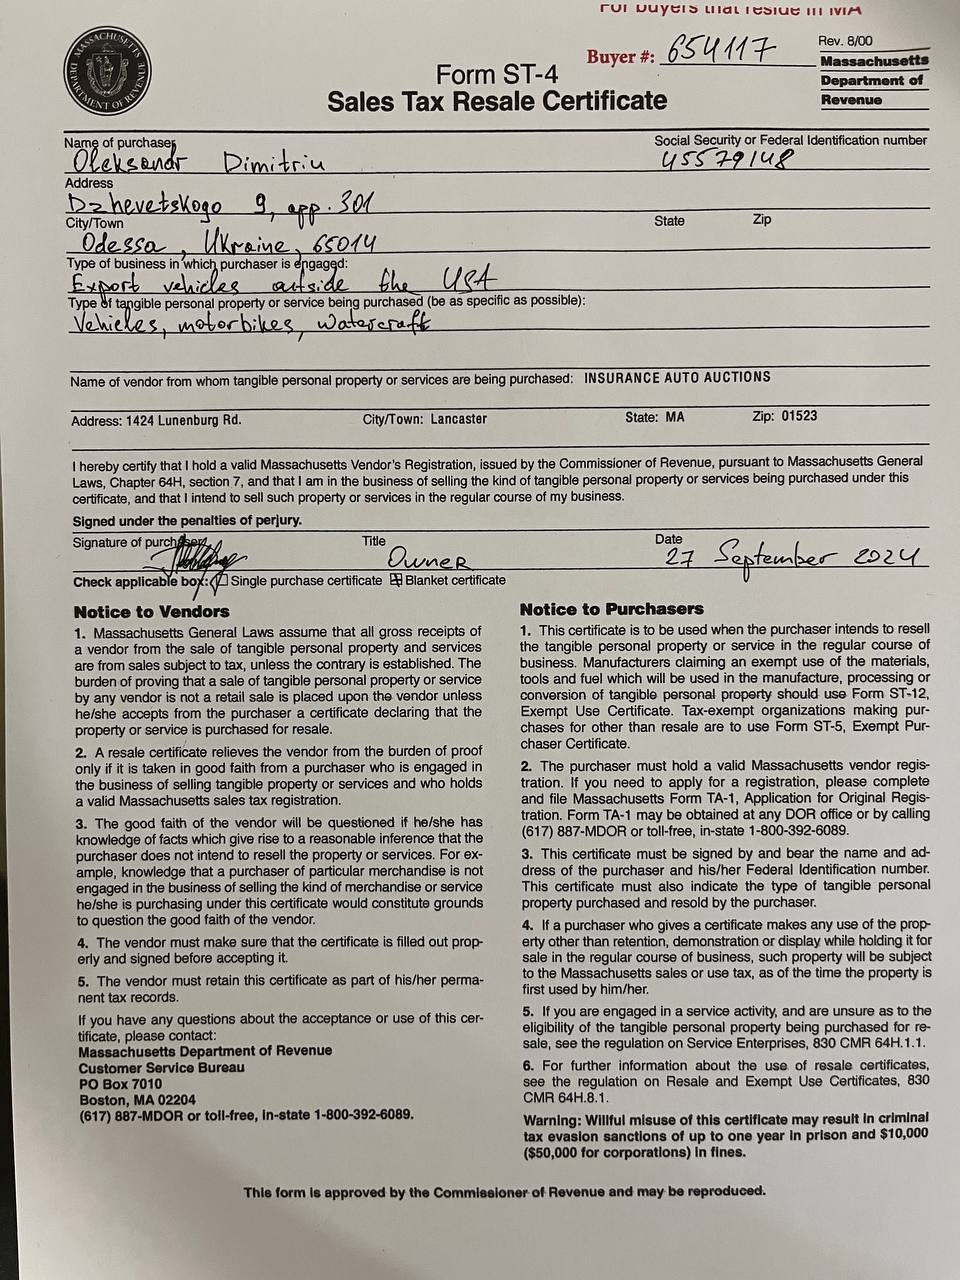 For buyers that reside in MA
MASSACHUSETTS DEPARTMENT OF REVENUE
Buyer #: 654117
Rev. 8/00
Massachusetts
Department of
Revenue
Form ST-4
Sales Tax Resale Certificate
Name of purchaser
Social Security or Federal Identification number
Oleksandr Dimitriu
45579148
Address
Dzhevetskogo 9, app. 301
City/Town
State
Zip
Odessa, Ukraine, 65014
Type of business in which purchaser is engaged:
Export vehicles outside the USA
Type of tangible personal property or service being purchased (be as specific as possible):
Vehicles, motorbikes, watercraft
Name of vendor from whom tangible personal property or services are being purchased: INSURANCE AUTO AUCTIONS
Address: 1424 Lunenburg Rd. City/Town: Lancaster State: MA Zip: 01523
I hereby certify that I hold a valid Massachusetts Vendor's Registration, issued by the Commissioner of Revenue, pursuant to Massachusetts General
Laws, Chapter 64H, section 7, and that I am in the business of selling the kind of tangible personal property or services being purchased under this
certificate, and that I intend to sell such property or services in the regular course of my business.
Signed under the penalties of perjury.
Signature of purchaser
Title
Date
Owner
27 September 2024
Check applicable box: Single purchase certificate Blanket certificate
Notice to Vendors
1. Massachusetts General Laws assume that all gross receipts of
a vendor from the sale of tangible personal property and services
are from sales subject to tax, unless the contrary is established. The
burden of proving that a sale of tangible personal property or service
by any vendor is not a retail sale is placed upon the vendor unless
he/she accepts from the purchaser a certificate declaring that the
property or service is purchased for resale.
2. A resale certificate relieves the vendor from the burden of proof
only if it is taken in good faith from a purchaser who is engaged in
the business of selling tangible property or services and who holds
a valid Massachusetts sales tax registration.
3. The good faith of the vendor will be questioned if he/she has
knowledge of facts which give rise to a reasonable inference that the
purchaser does not intend to resell the property or services. For ex-
ample, knowledge that a purchaser of particular merchandise is not
engaged in the business of selling the kind of merchandise or service
he/she is purchasing under this certificate would constitute grounds
to question the good faith of the vendor.
4. The vendor must make sure that the certificate is filled out prop-
erly and signed before accepting it.
5. The vendor must retain this certificate as part of his/her perma-
nent tax records.
If you have any questions about the acceptance or use of this cer-
tificate, please contact:
Massachusetts Department of Revenue
Customer Service Bureau
PO Box 7010
Boston, MA 02204
(617) 887-MDOR or toll-free, in-state 1-800-392-6089.
Notice to Purchasers
1. This certificate is to be used when the purchaser intends to resell
the tangible personal property or service in the regular course of
business. Manufacturers claiming an exempt use of the materials,
tools and fuel which will be used in the manufacture, processing or
conversion of tangible personal property should use Form ST-12,
Exempt Use Certificate. Tax-exempt organizations making pur-
chases for other than resale are to use Form ST-5, Exempt Pur-
chaser Certificate.
2. The purchaser must hold a valid Massachusetts vendor regis-
tration. If you need to apply for a registration, please complete
and file Massachusetts Form TA-1, Application for Original Regis-
tration. Form TA-1 may be obtained at any DOR office or by calling
(617) 887-MDOR or toll-free, in-state 1-800-392-6089.
3. This certificate must be signed by and bear the name and ad-
dress of the purchaser and his/her Federal Identification number.
This certificate must also indicate the type of tangible personal
property purchased and resold by the purchaser.
4. If a purchaser who gives a certificate makes any use of the prop-
erty other than retention, demonstration or display while holding it for
sale in the regular course of business, such property will be subject
to the Massachusetts sales or use tax, as of the time the property is
first used by him/her.
5. If you are engaged in a service activity, and are unsure as to the
eligibility of the tangible personal property being purchased for re-
sale, see the regulation on Service Enterprises, 830 CMR 64H.1.1.
6. For further information about the use of resale certificates,
see the regulation on Resale and Exempt Use Certificates, 830
CMR 64H.8.1.
Warning: Willful misuse of this certificate may result in criminal
tax evasion sanctions of up to one year in prison and $10,000
($50,000 for corporations) in fines.
This form is approved by the Commissioner of Revenue and may be reproduced.